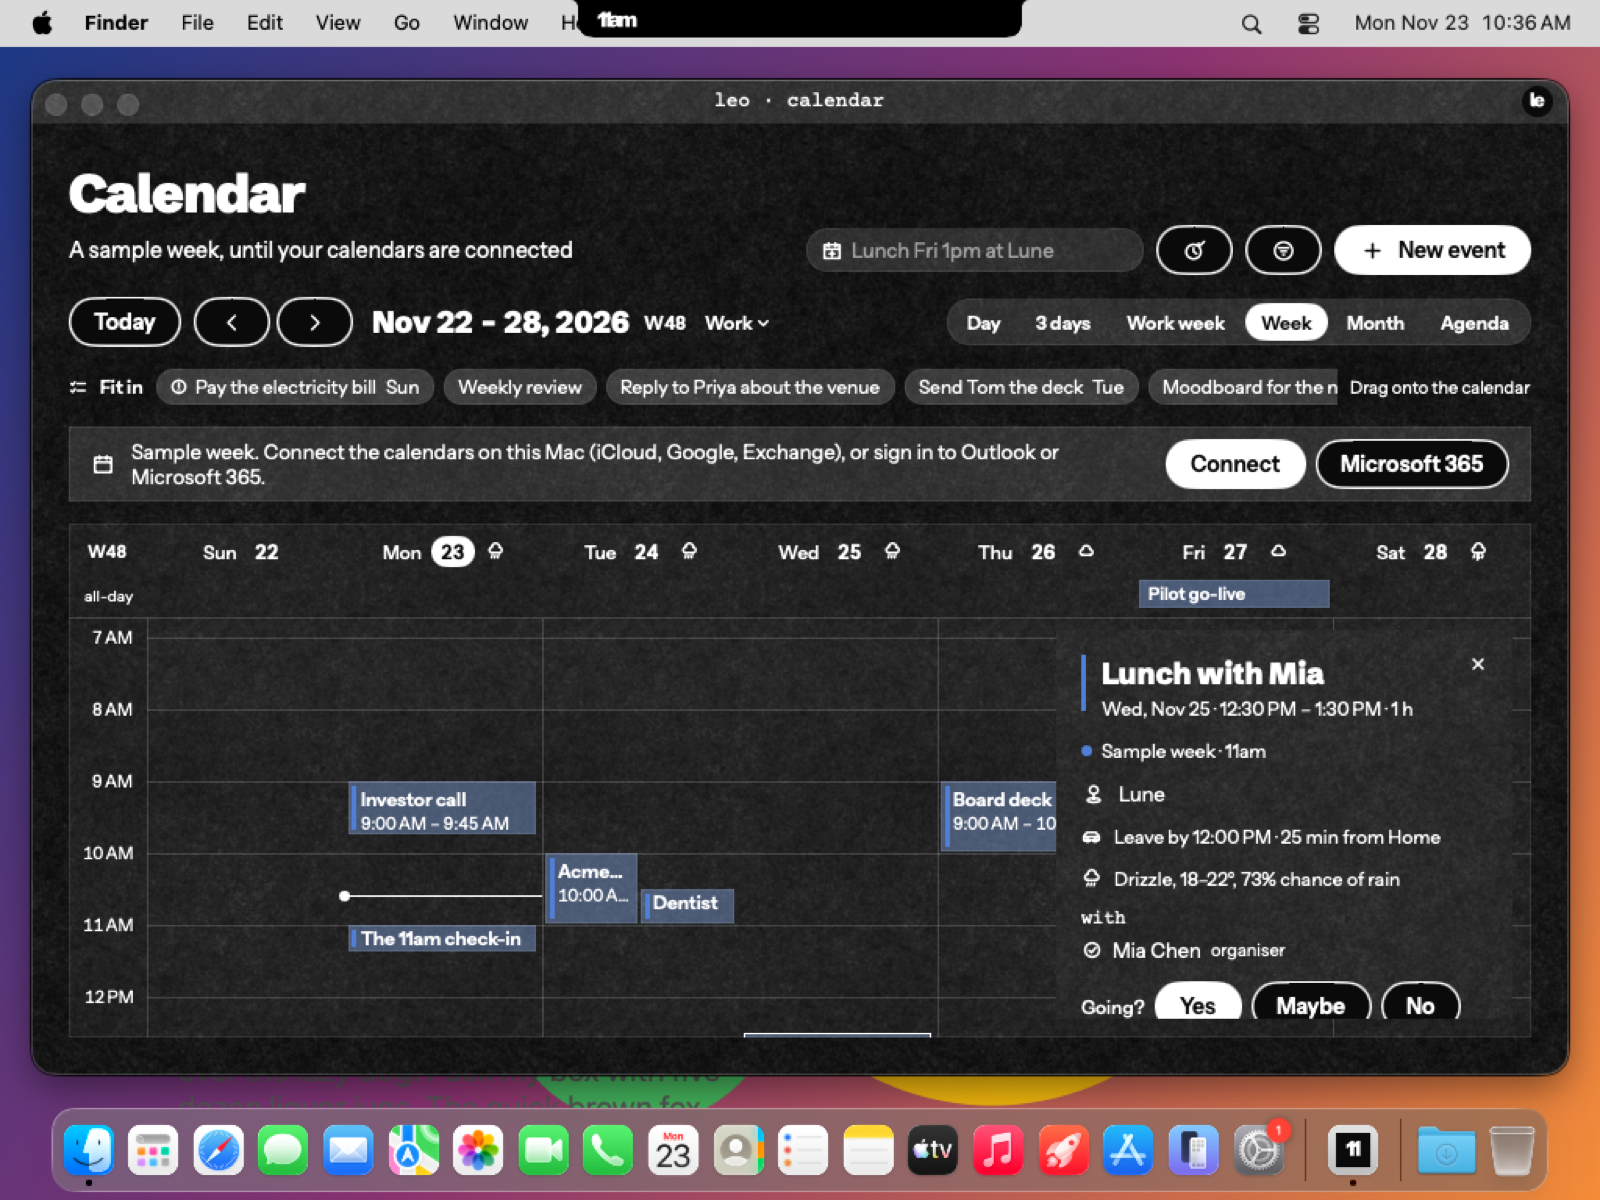 Finder File Edit View Go Window
11am
Mon Nov 23 10:36 AM
leo · calendar
le
Calendar
A sample week, until your calendars are connected
Lunch Fri 1pm at Lune
New event
Today
Nov 22 – 28, 2026 W48 Work
Day 3 days Work week Week Month Agenda
Fit in
Pay the electricity bill Sun
Weekly review
Reply to Priya about the venue
Send Tom the deck Tue
Moodboard for the n
Drag onto the calendar
Sample week. Connect the calendars on this Mac (iCloud, Google, Exchange), or sign in to Outlook or
Microsoft 365.
Connect
Microsoft 365
W48 Sun 22 Mon 23 Tue 24 Wed 25 Thu 26 Fri 27 Sat 28
all-day
Pilot go-live
7 AM
8 AM
9 AM
10 AM
11 AM
12 PM
Investor call
9:00 AM – 9:45 AM
The 11am check-in
Acme...
10:00 A...
Dentist
Board deck
9:00 AM – 10
Lunch with Mia
Wed, Nov 25 · 12:30 PM – 1:30 PM · 1 h
Sample week · 11am
Lune
Leave by 12:00 PM · 25 min from Home
Drizzle, 18–22°, 73% chance of rain
with
Mia Chen organiser
Going? Yes Maybe No
box with five
brown fox
Mon
23
tv
1
11